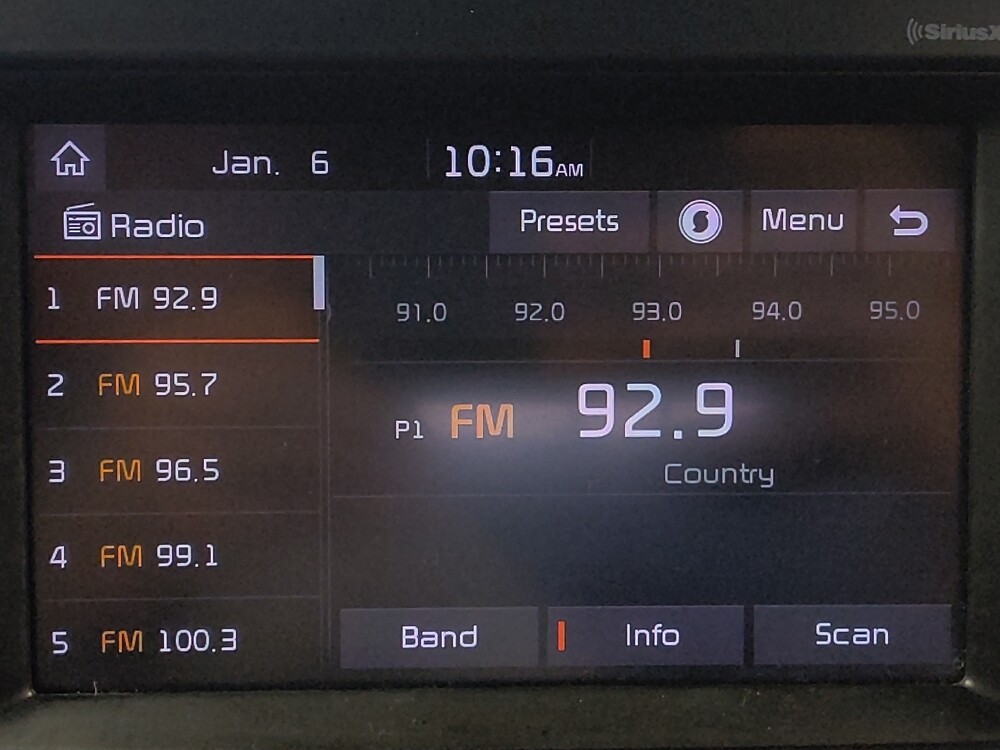 SiriusX
Jan. 6 10:16AM
Radio Presets Menu
1 FM 92.9
2 FM 95.7
3 FM 96.5
4 FM 99.1
5 FM 100.3
91.0 92.0 93.0 94.0 95.0
P1 FM 92.9
Country
Band Info Scan